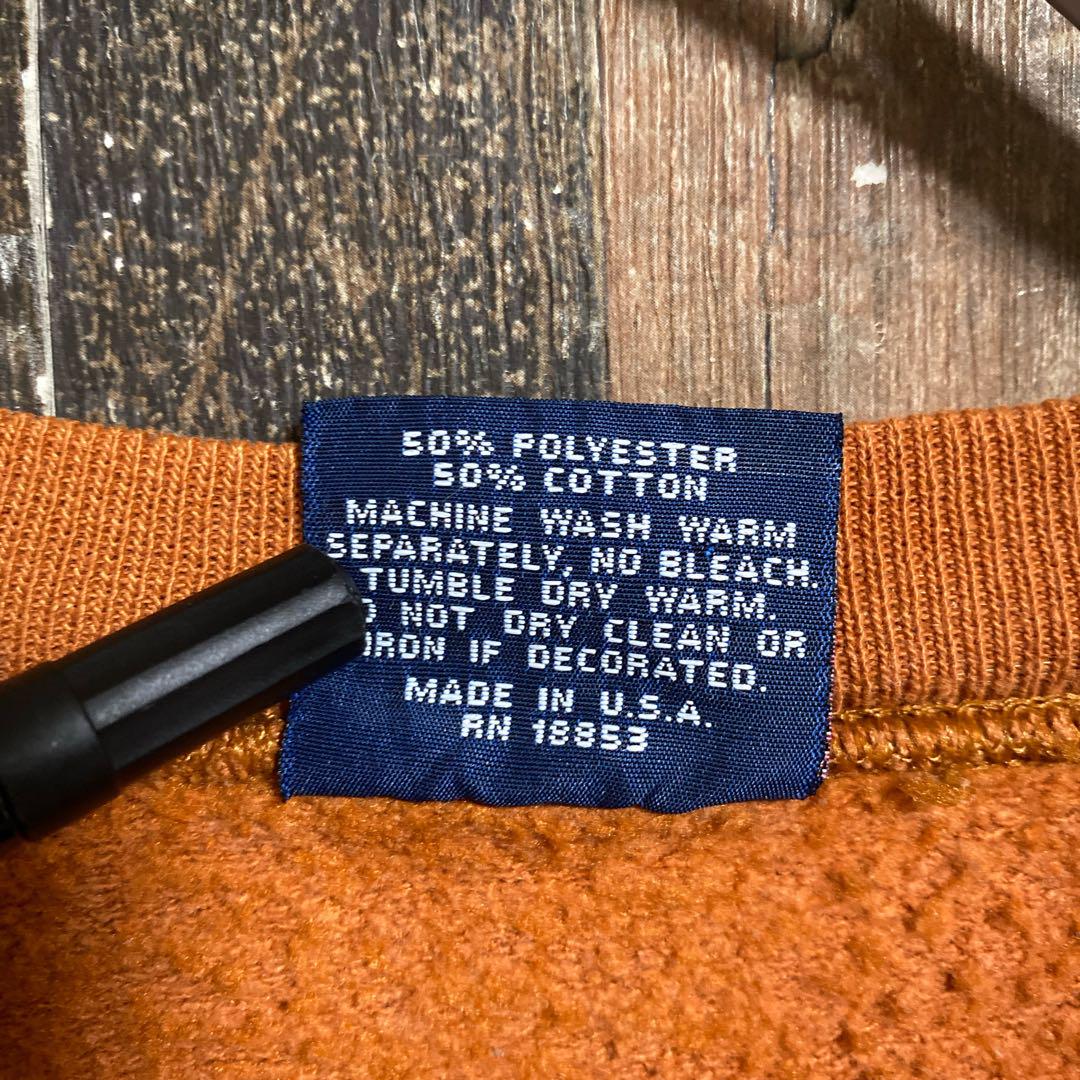 50% POLYESTER
50% COTTON
MACHINE WASH WARM
SEPARATELY, NO BLEACH.
TUMBLE DRY WARM.
DO NOT DRY CLEAN OR
IRON IF DECORATED.
MADE IN U.S.A.
RN 18853